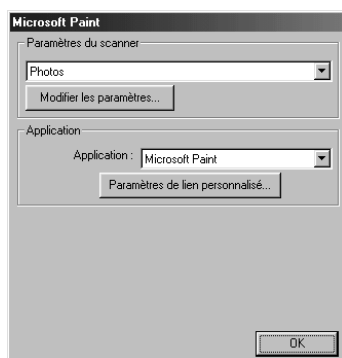 Microsoft Paint
Paramètres du scanner
Photos
Modifier les paramètres...
Application
Application : Microsoft Paint
Paramètres de lien personnalisé...
OK